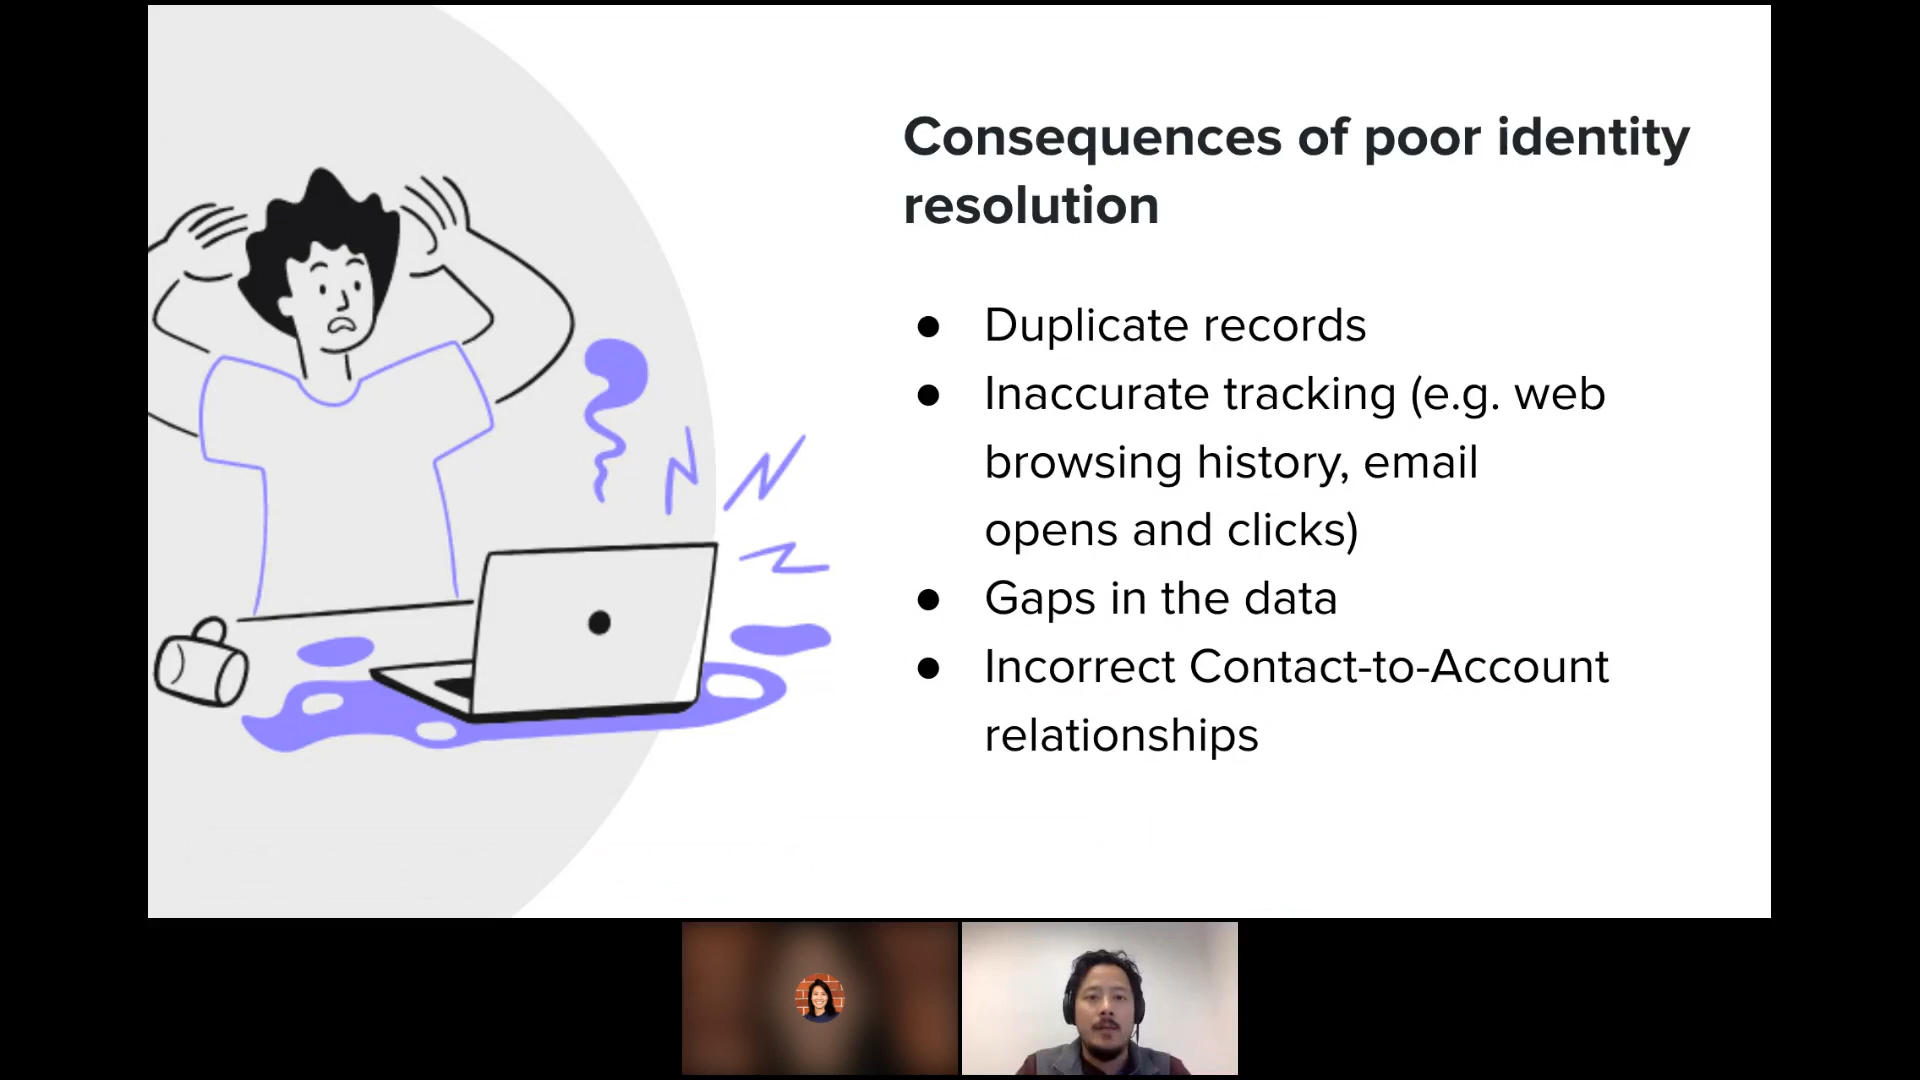 Consequences of poor identity
resolution
● Duplicate records
● Inaccurate tracking (e.g. web
browsing history, email
opens and clicks)
● Gaps in the data
● Incorrect Contact-to-Account
relationships